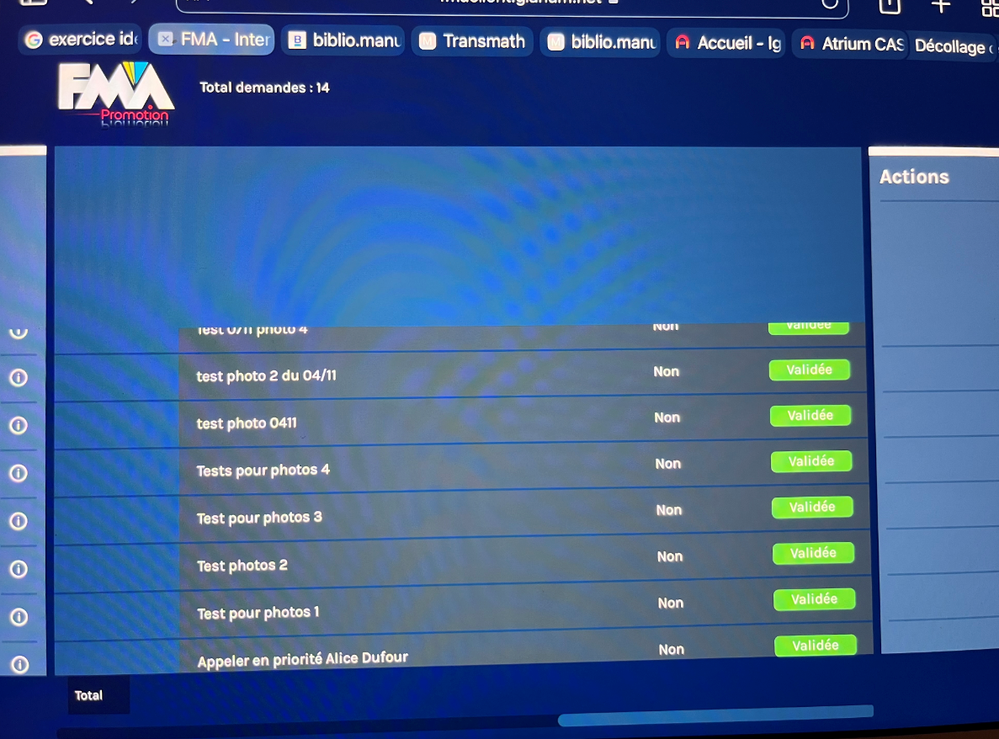 exercice idé
FMA - Inter
biblio.manu
Transmath
biblio.manu
Accueil - Ig
Atrium CAS
Décollage
FMA
Promotion
Total demandes : 14
Actions
Test 0711 photo 4 Non Validée
test photo 2 du 04/11 Non Validée
test photo 0411 Non Validée
Tests pour photos 4 Non Validée
Test pour photos 3 Non Validée
Test photos 2 Non Validée
Test pour photos 1 Non Validée
Appeler en priorité Alice Dufour Non Validée
Total